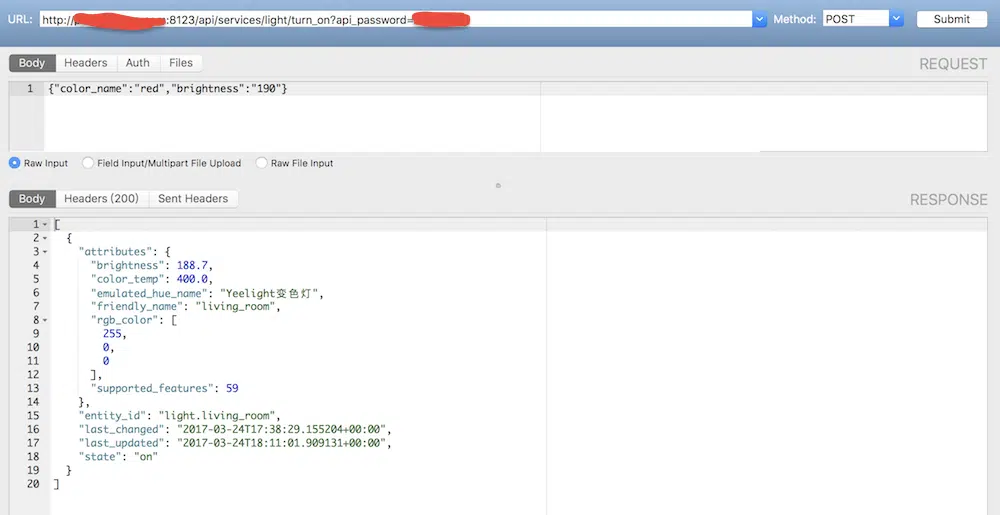 URL: http://p:8123/api/services/light/turn_on?api_password= Method: POST Submit
Body Headers Auth Files REQUEST
1 {"color_name":"red","brightness":"190"}
Raw Input Field Input/Multipart File Upload Raw File Input
Body Headers (200) Sent Headers RESPONSE
1 [
2 {
3 "attributes": {
4 "brightness": 188.7,
5 "color_temp": 400.0,
6 "emulated_hue_name": "Yeelight变色灯",
7 "friendly_name": "living_room",
8 "rgb_color": [
9 255,
10 0,
11 0
12 ],
13 "supported_features": 59
14 },
15 "entity_id": "light.living_room",
16 "last_changed": "2017-03-24T17:38:29.155204+00:00",
17 "last_updated": "2017-03-24T18:11:01.909131+00:00",
18 "state": "on"
19 }
20 ]